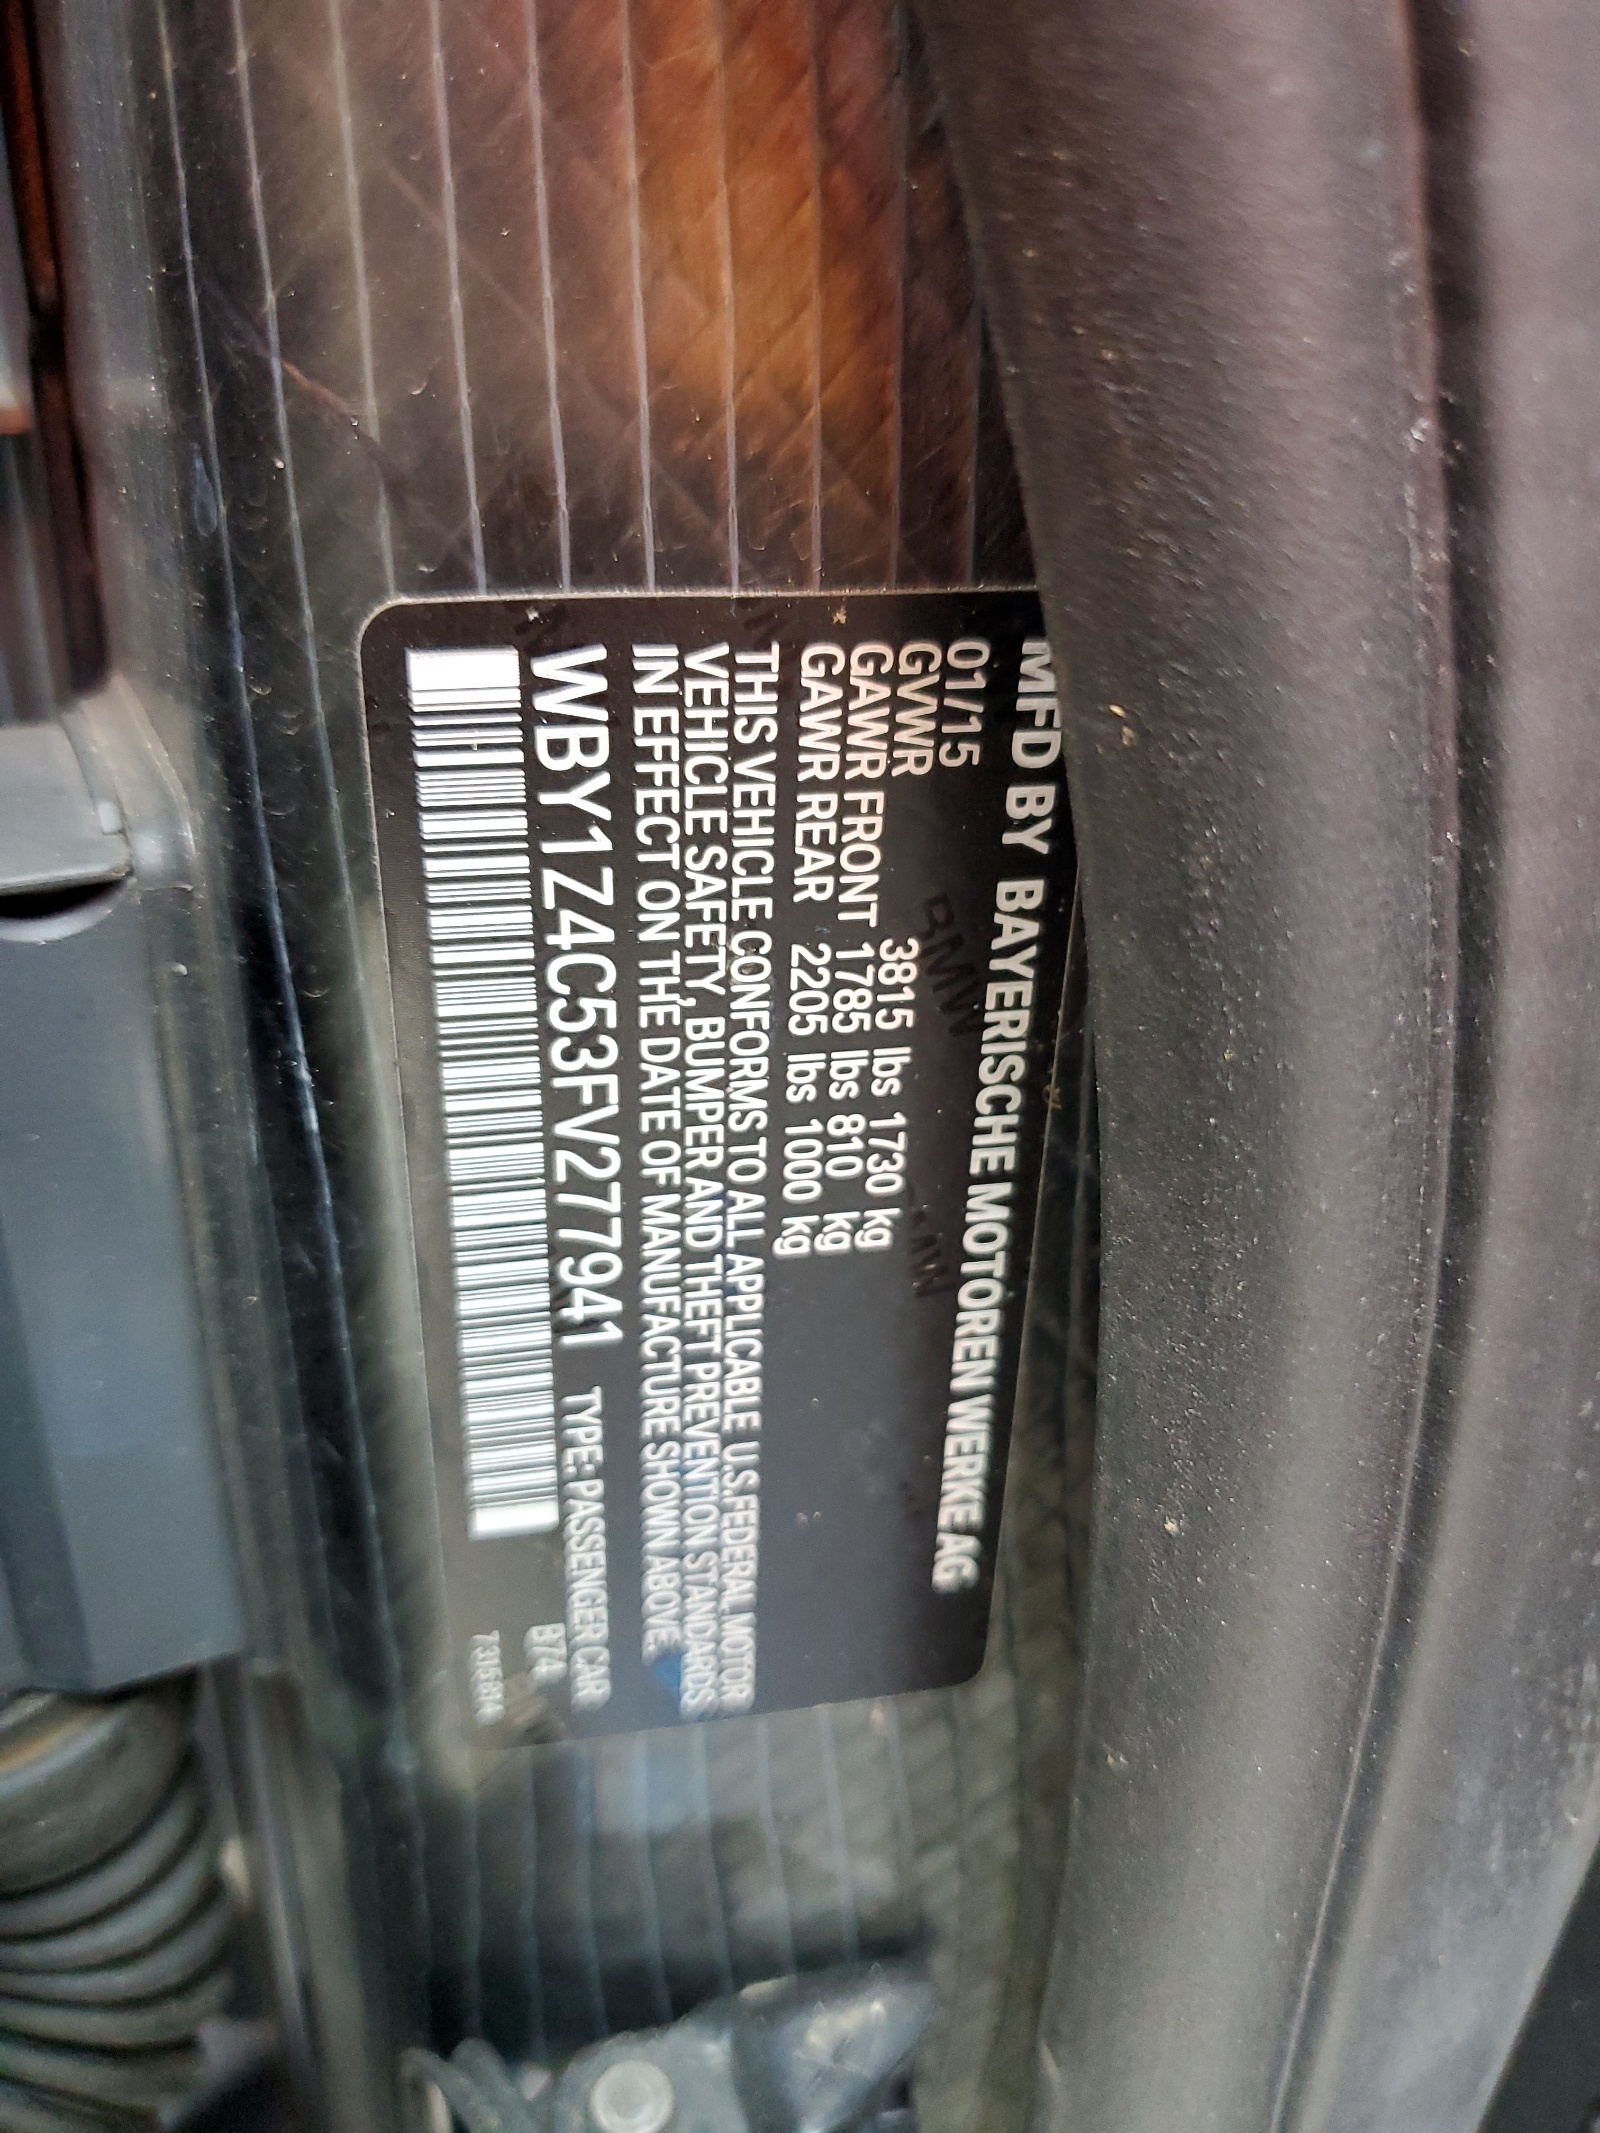 MFD BY BAYERISCHE MOTOREN WERKE AG
01/15
GVWR 3815 lbs 1730 kg
GAWR FRONT 1785 lbs 810 kg
GAWR REAR 2205 lbs 1000 kg
THIS VEHICLE CONFORMS TO ALL APPLICABLE U.S.FEDERAL MOTOR
VEHICLE SAFETY, BUMPER AND THEFT PREVENTION STANDARDS
IN EFFECT ON THE DATE OF MANUFACTURE SHOWN ABOVE.
WBY1Z4C53FV277941 TYPE: PASSENGER CAR
B74
BMW